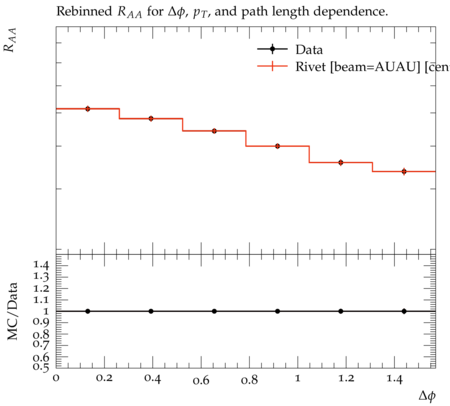 Rebinned R_AA for Δφ, p_T, and path length dependence.
R_AA
Data
Rivet [beam=AUAU] [cen
1.4
1.3
1.2
1.1
1
0.9
0.8
0.7
0.6
0.5
MC/Data
0 0.2 0.4 0.6 0.8 1 1.2 1.4
Δφ